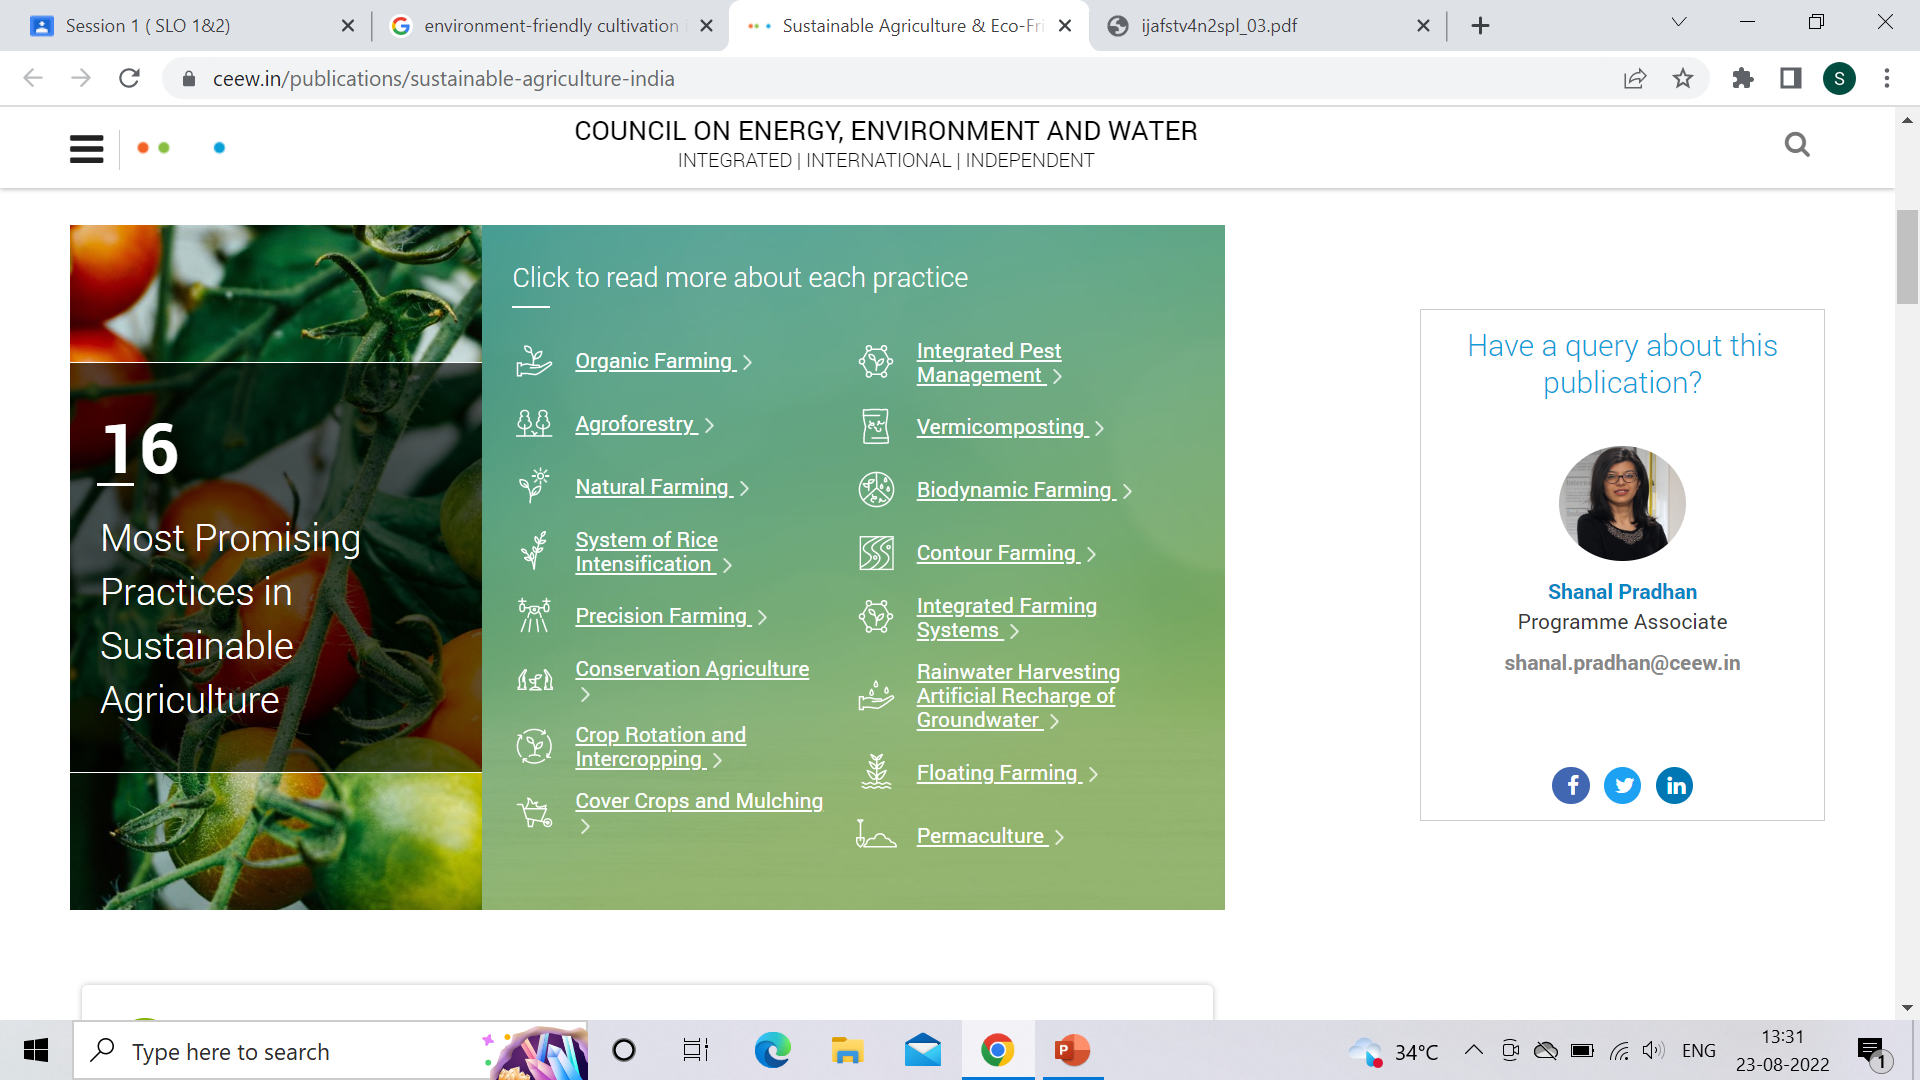 Session 1 ( SLO 1&2)
environment-friendly cultivation
Sustainable Agriculture & Eco-Fri
ijafstv4n2spl_03.pdf
ceew.in/publications/sustainable-agriculture-india
S
COUNCIL ON ENERGY, ENVIRONMENT AND WATER
INTEGRATED | INTERNATIONAL | INDEPENDENT
16
Most Promising
Practices in
Sustainable
Agriculture
Click to read more about each practice
Organic Farming
Agroforestry
Natural Farming
System of Rice
Intensification
Precision Farming
Conservation Agriculture
Crop Rotation and
Intercropping
Cover Crops and Mulching
Integrated Pest
Management
Vermicomposting
Biodynamic Farming
Contour Farming
Integrated Farming
Systems
Rainwater Harvesting
Artificial Recharge of
Groundwater
Floating Farming
Permaculture
Have a query about this
publication?
Shanal Pradhan
Programme Associate
shanal.pradhan@ceew.in
Type here to search
34°C
ENG
13:31
23-08-2022
1